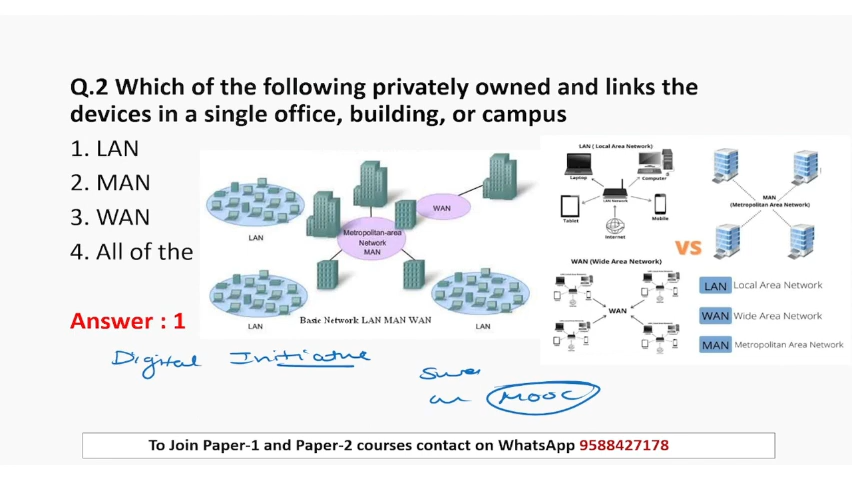 Q.2 Which of the following privately owned and links the
devices in a single office, building, or campus
1. LAN
2. MAN
3. WAN
4. All of the
Answer : 1
LAN
WAN
Metropolitan-area
Network
MAN
LAN
Basic Network LAN MAN WAN
LAN
LAN ( Local Area Network)
Laptop
Computer
LAN Network
Tablet
Internet
Mobile
MAN
(Metropolitan Area Network)
VS
WAN (Wide Area Network)
WAN
LAN Local Area Network
WAN Wide Area Network
MAN Metropolitan Area Network
Digital Initiative
MOOC
To Join Paper-1 and Paper-2 courses contact on WhatsApp 9588427178